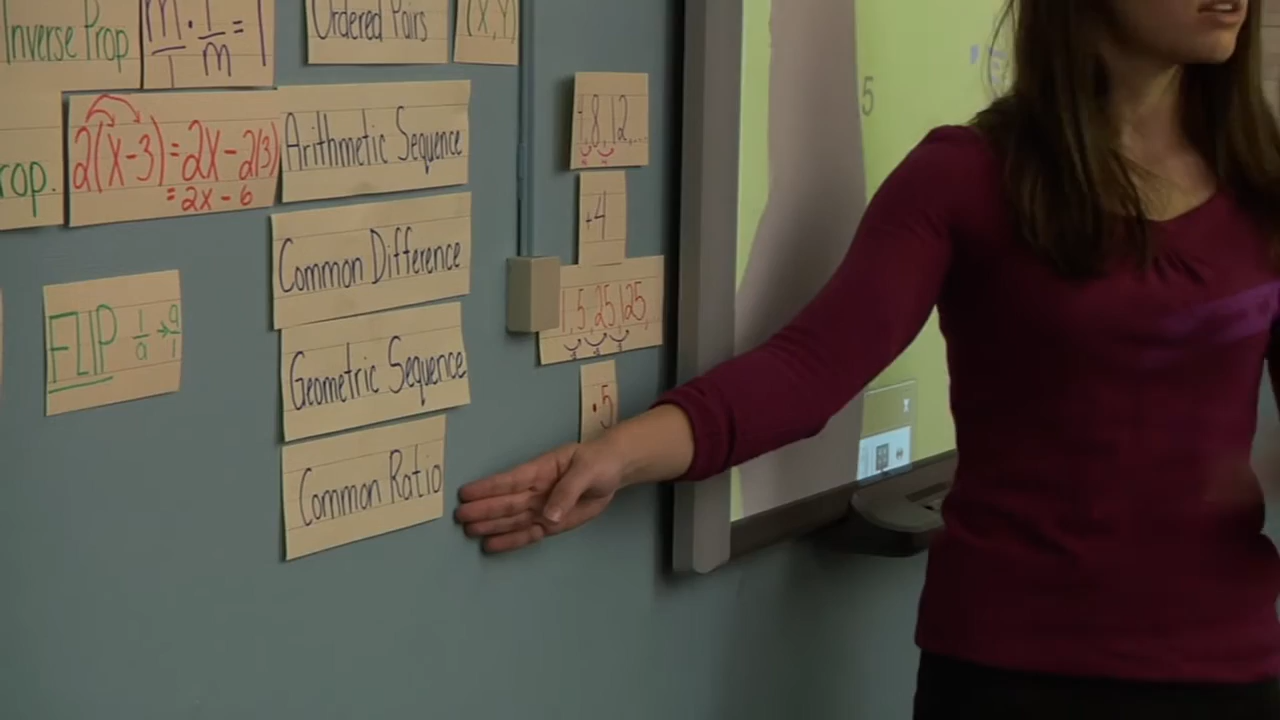 Inverse Prop
m/1 · 1/m = 1
Ordered Pairs
(X,Y)
rop.
2(x-3)=2x-2(3)
=2x-6
Arithmetic Sequence
4,8,12,...
Common Difference
+4
Geometric Sequence
1,5,25,125,
Common Ratio
·5
FLIP 1/a → a/1
5